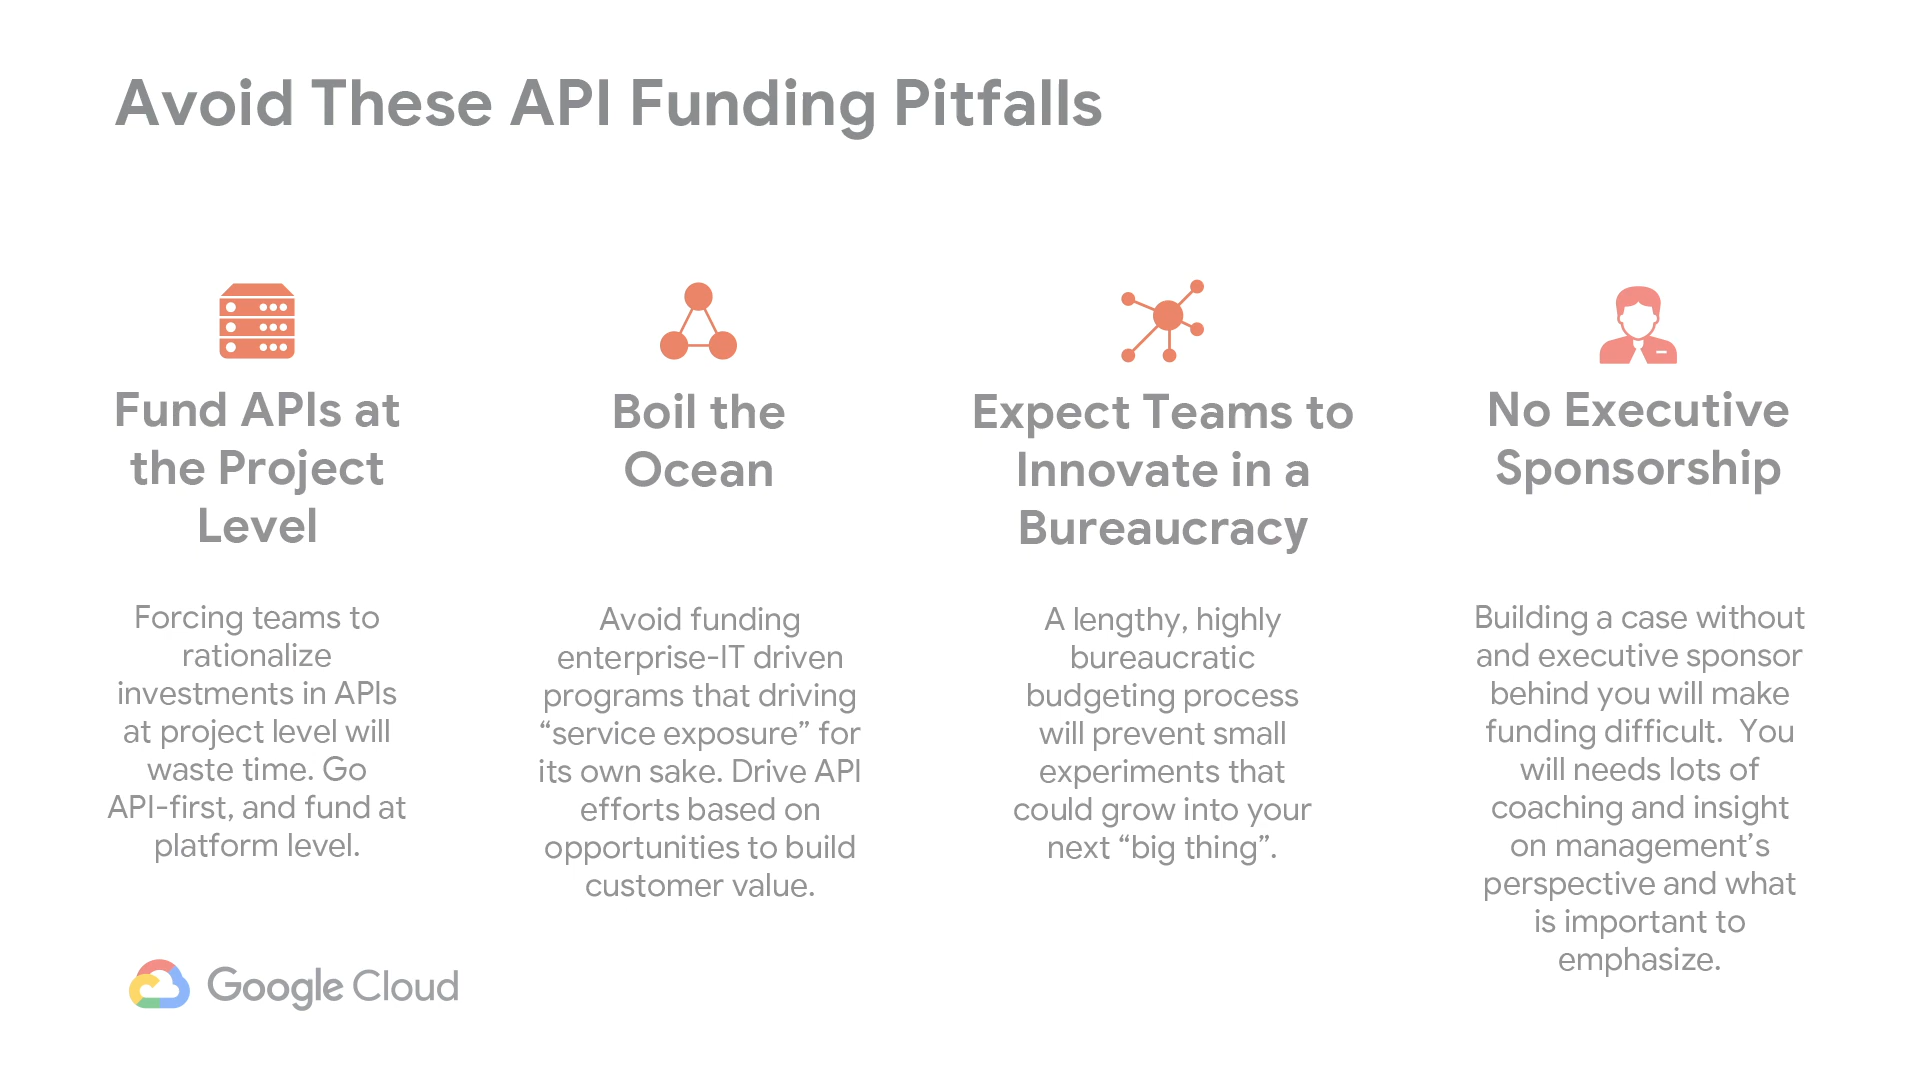 Avoid These API Funding Pitfalls
Fund APIs at
the Project
Level
Forcing teams to
rationalize
investments in APIs
at project level will
waste time. Go
API-first, and fund at
platform level.
Boil the
Ocean
Avoid funding
enterprise-IT driven
programs that driving
“service exposure” for
its own sake. Drive API
efforts based on
opportunities to build
customer value.
Expect Teams to
Innovate in a
Bureaucracy
A lengthy, highly
bureaucratic
budgeting process
will prevent small
experiments that
could grow into your
next “big thing”.
No Executive
Sponsorship
Building a case without
and executive sponsor
behind you will make
funding difficult.  You
will needs lots of
coaching and insight
on management’s
perspective and what
is important to
emphasize.
Google Cloud